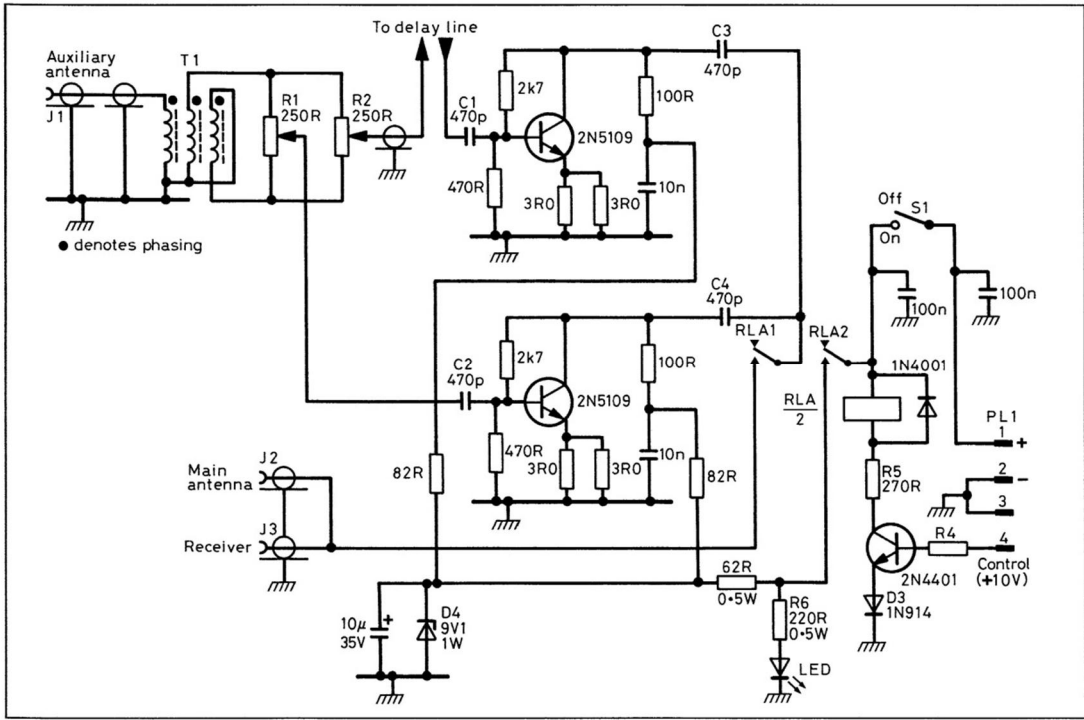 Auxiliary
antenna
J1
T1
R1
250R
R2
250R
To delay line
C1
470p
2k7
470R
2N5109
3R0
3R0
100R
10n
C3
470p
● denotes phasing
C4
470p
RLA1
RLA2
Off
On
S1
100n
100n
C2
470p
2k7
470R
2N5109
3R0
3R0
100R
10n
82R
82R
RLA
2
1N4001
PL1
1
+
2
–
3
4
R5
270R
R4
Control
(+10V)
2N4401
D3
1N914
Main
antenna
J2
J3
Receiver
62R
0·5W
R6
220R
0·5W
LED
10μ
35V
+
D4
9V1
1W